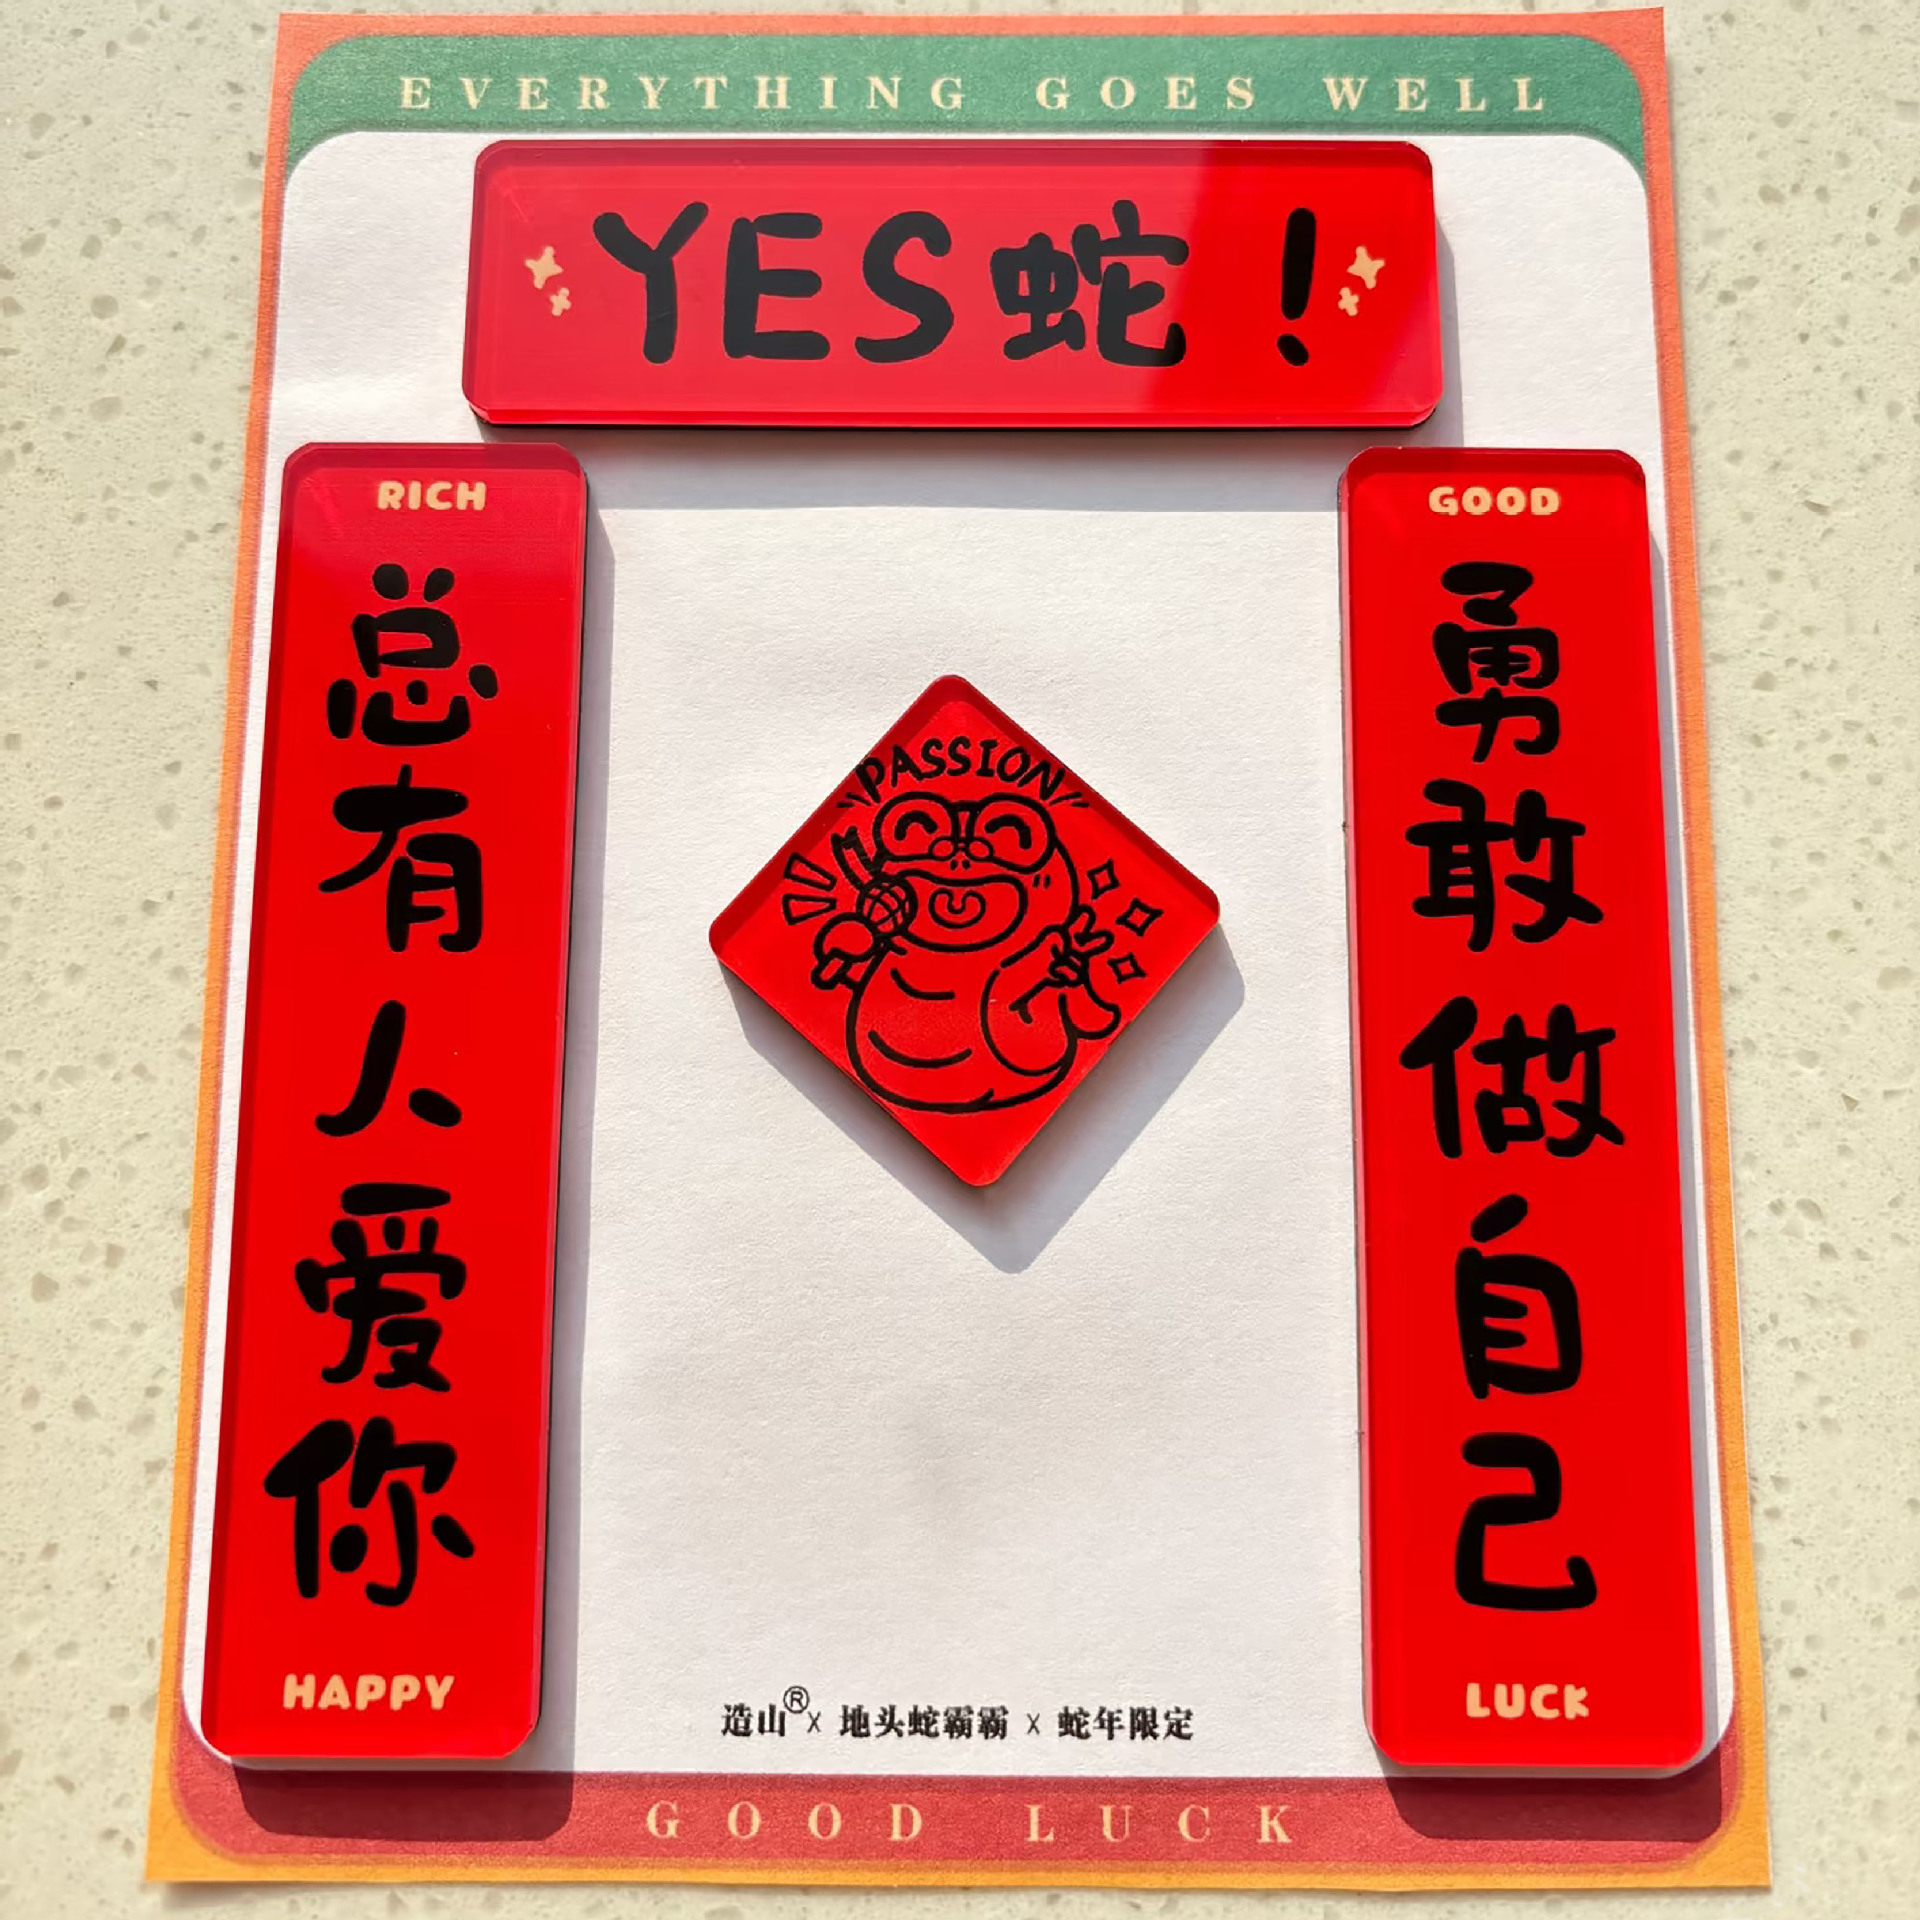 EVERYTHING GOES WELL
YES蛇！
RICH
总有人爱你
HAPPY
GOOD
勇敢做自己
LUCK
PASSION
造山® x 地头蛇霸霸 x 蛇年限定
GOOD LUCK